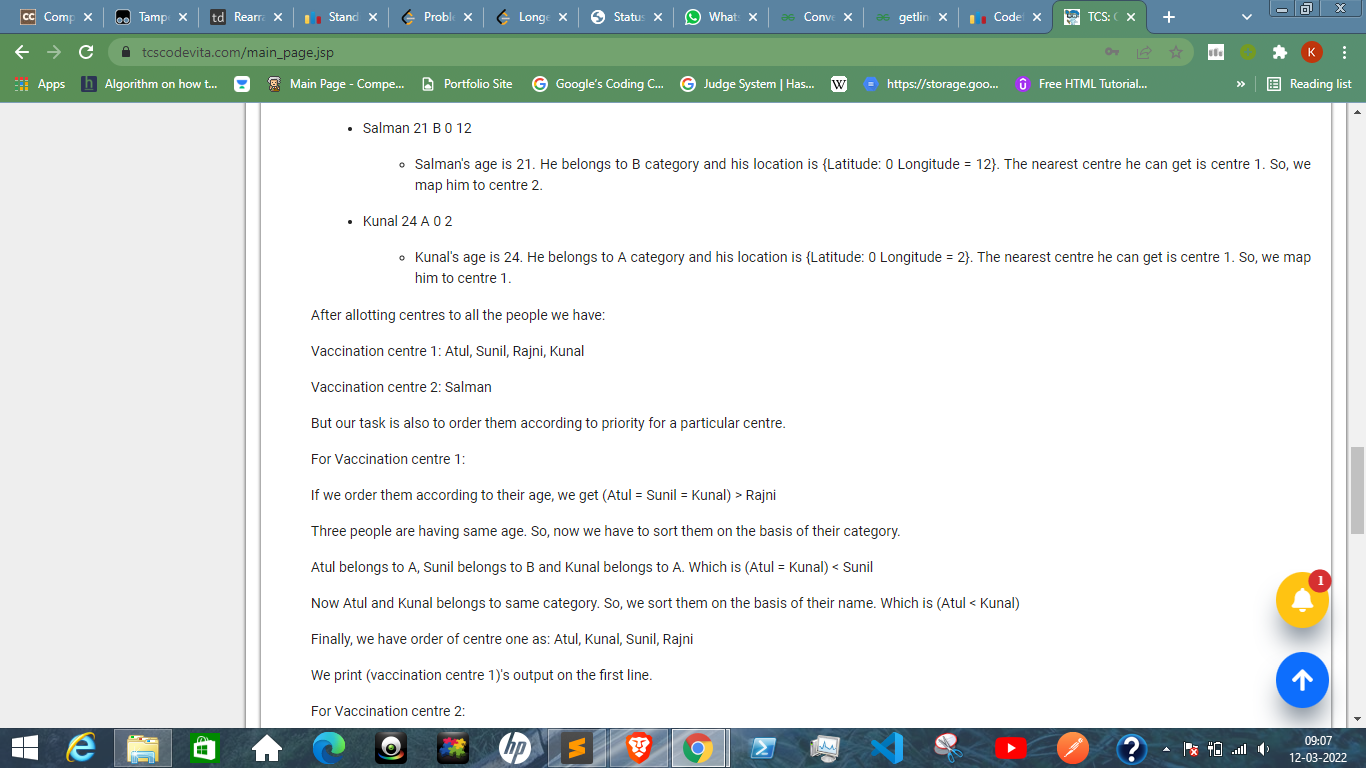 Comp
Tamp
td Rearra
Stand
Proble
Longe
Status
Whats
Conve
getlin
Codef
TCS: C
tcscodevita.com/main_page.jsp
K
Apps
h Algorithm on how t...
Main Page - Compe...
Portfolio Site
Google's Coding C...
Judge System | Has...
W
https://storage.goo...
Free HTML Tutorial...
»
Reading list
• Salman 21 B 0 12
Salman's age is 21. He belongs to B category and his location is {Latitude: 0 Longitude = 12}. The nearest centre he can get is centre 1. So, we
map him to centre 2.
• Kunal 24 A 0 2
Kunal's age is 24. He belongs to A category and his location is {Latitude: 0 Longitude = 2}. The nearest centre he can get is centre 1. So, we map
him to centre 1.
After allotting centres to all the people we have:
Vaccination centre 1: Atul, Sunil, Rajni, Kunal
Vaccination centre 2: Salman
But our task is also to order them according to priority for a particular centre.
For Vaccination centre 1:
If we order them according to their age, we get (Atul = Sunil = Kunal) > Rajni
Three people are having same age. So, now we have to sort them on the basis of their category.
Atul belongs to A, Sunil belongs to B and Kunal belongs to A. Which is (Atul = Kunal) < Sunil
Now Atul and Kunal belongs to same category. So, we sort them on the basis of their name. Which is (Atul < Kunal)
Finally, we have order of centre one as: Atul, Kunal, Sunil, Rajni
We print (vaccination centre 1)'s output on the first line.
For Vaccination centre 2:
1
hp
09:07
12-03-2022